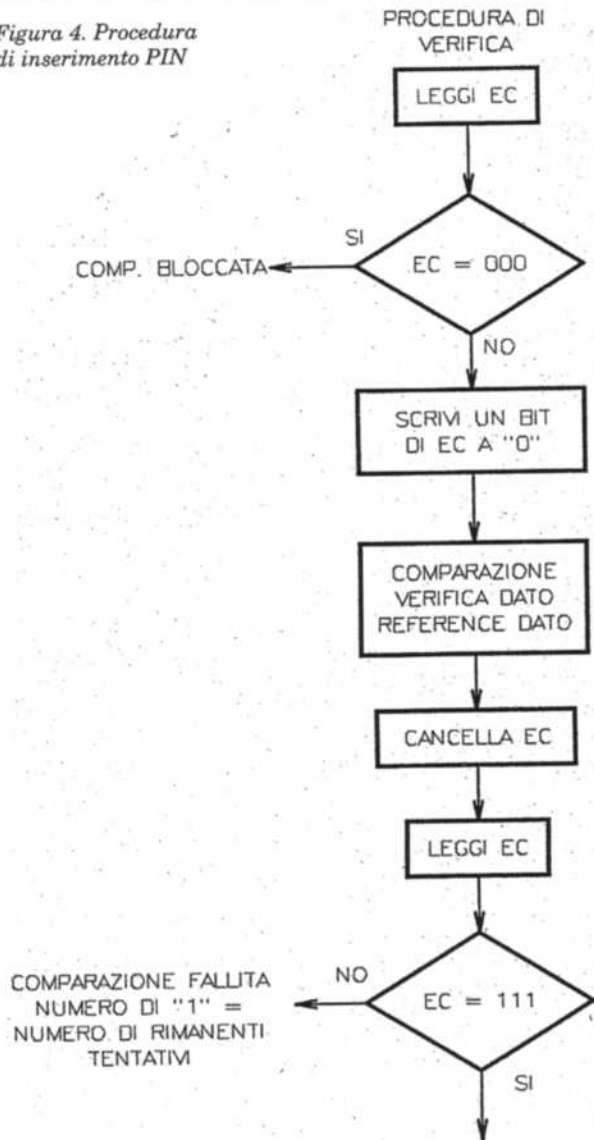 Figura 4. Procedura
di inserimento PIN
PROCEDURA DI
VERIFICA
LEGGI EC
EC = 000
SI
COMP. BLOCCATA
NO
SCRIVI UN BIT
DI EC A "0"
COMPARAZIONE
VERIFICA DATO
REFERENCE DATO
CANCELLA EC
LEGGI EC
EC = 111
NO
COMPARAZIONE FALLITA
NUMERO DI "1" =
NUMERO DI RIMANENTI
TENTATIVI
SI